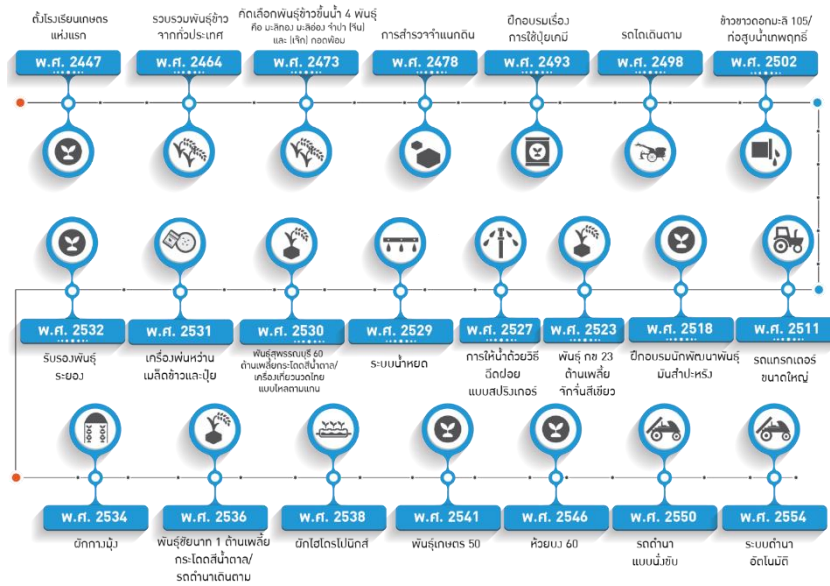 ตั้งโรงเรียนเกษตร
แห่งแรก
พ.ศ. 2447
รวบรวมพันธุ์ข้าว
จากทั่วประเทศ
พ.ศ. 2464
คัดเลือกพันธุ์ข้าวขึ้นน้ำ 4 พันธุ์
คือ มะลิทอง มะลิอ่อง จำปา (จีน)
และ (เจ๊ก) กอดพ้อม
พ.ศ. 2473
การสำรวจจำแนกดิน
พ.ศ. 2478
ฝึกอบรมเรื่อง
การใช้ปุ๋ยเคมี
พ.ศ. 2493
รถไถเดินตาม
พ.ศ. 2498
ข้าวขาวดอกมะลิ 105/
ท่อสูบน้ำเทพฤทธิ์
พ.ศ. 2502
พ.ศ. 2532
รับรองพันธุ์
ระยอง
พ.ศ. 2531
เครื่องพ่นหว่าน
เมล็ดข้าวและปุ๋ย
พ.ศ. 2530
พันธุ์สุพรรณบุรี 60
ต้านเพลี้ยกระโดดสีน้ำตาล/
เครื่องเกี่ยวนวดไทย
แบบไหลตามแกน
พ.ศ. 2529
ระบบน้ำหยด
พ.ศ. 2527
การให้น้ำด้วยวิธี
ฉีดฝอย
แบบสปริงเกอร์
พ.ศ. 2523
พันธุ์ กข 23
ต้านเพลี้ย
จักจั่นสีเขียว
พ.ศ. 2518
ฝึกอบรมนักพัฒนาพันธุ์
มันสำปะหรัง
พ.ศ. 2511
รถแทรกเตอร์
ขนาดใหญ่
พ.ศ. 2534
ผักกางมุ้ง
พ.ศ. 2536
พันธุ์ชัยนาท 1 ต้านเพลี้ย
กระโดดสีน้ำตาล/
รถดำนาเดินตาม
พ.ศ. 2538
ผักไฮโดรโปนิกส์
พ.ศ. 2541
พันธุ์เกษตร 50
พ.ศ. 2546
ห้วยบง 60
พ.ศ. 2550
รถดำนา
แบบนั่งขับ
พ.ศ. 2554
ระบบดำนา
อัตโนมัติ